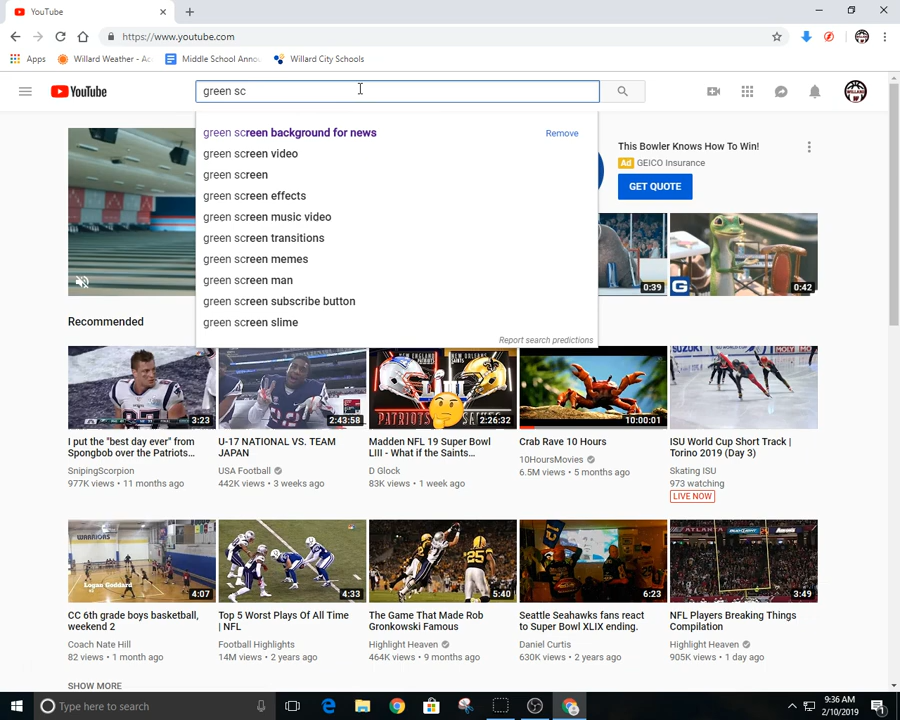 YouTube
https://www.youtube.com
Apps
Willard Weather - Ac
Middle School Annou
Willard City Schools
YouTube
green sc
green screen background for news
Remove
green screen video
green screen
green screen effects
green screen music video
green screen transitions
green screen memes
green screen man
green screen subscribe button
green screen slime
Report search predictions
This Bowler Knows How To Win!
Ad GEICO Insurance
GET QUOTE
0:39
0:42
Recommended
3:23
2:43:58
NEW ENGLAND
NEW ORLEANS
PATRIOTS
2:26:32
10:00:01
I put the "best day ever" from
Spongbob over the Patriots...
SnipingScorpion
977K views • 11 months ago
U-17 NATIONAL VS. TEAM
JAPAN
USA Football
442K views • 3 weeks ago
Madden NFL 19 Super Bowl
LIII - What if the Saints...
D Glock
83K views • 1 week ago
Crab Rave 10 Hours
10HoursMovies
6.5M views • 5 months ago
ISU World Cup Short Track |
Torino 2019 (Day 3)
Skating ISU
973 watching
LIVE NOW
WARRIORS
Logan Goddard
4:07
4:33
5:40
6:23
3:49
CC 6th grade boys basketball,
weekend 2
Coach Nate Hill
82 views • 1 month ago
Top 5 Worst Plays Of All Time
| NFL
Football Highlights
14M views • 2 years ago
The Game That Made Rob
Gronkowski Famous
Highlight Heaven
464K views • 9 months ago
Seattle Seahawks fans react
to Super Bowl XLIX ending.
Daniel Curtis
630K views • 2 years ago
NFL Players Breaking Things
Compilation
Highlight Heaven
905K views • 1 day ago
SHOW MORE
Type here to search
9:36 AM
2/10/2019